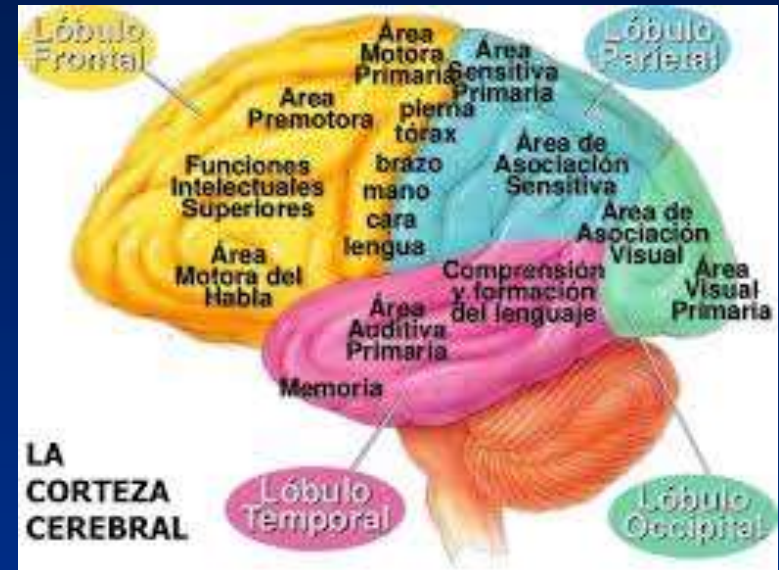 Lóbulo
Frontal
Área
Motora
Primaria
Área
Sensitiva
Primaria
Lóbulo
Parietal
Area
Premotora
pierna
tórax
brazo
mano
cara
lengua
Funciones
Intelectuales
Superiores
Área de
Asociación
Sensitiva
Área
Motora del
Habla
Área de
Asociación
Visual
Área
Visual
Primaria
Comprensión
y formación
del lenguaje
Área
Auditiva
Primaria
Memoria
LA
CORTEZA
CEREBRAL
Lóbulo
Temporal
Lóbulo
Occipital